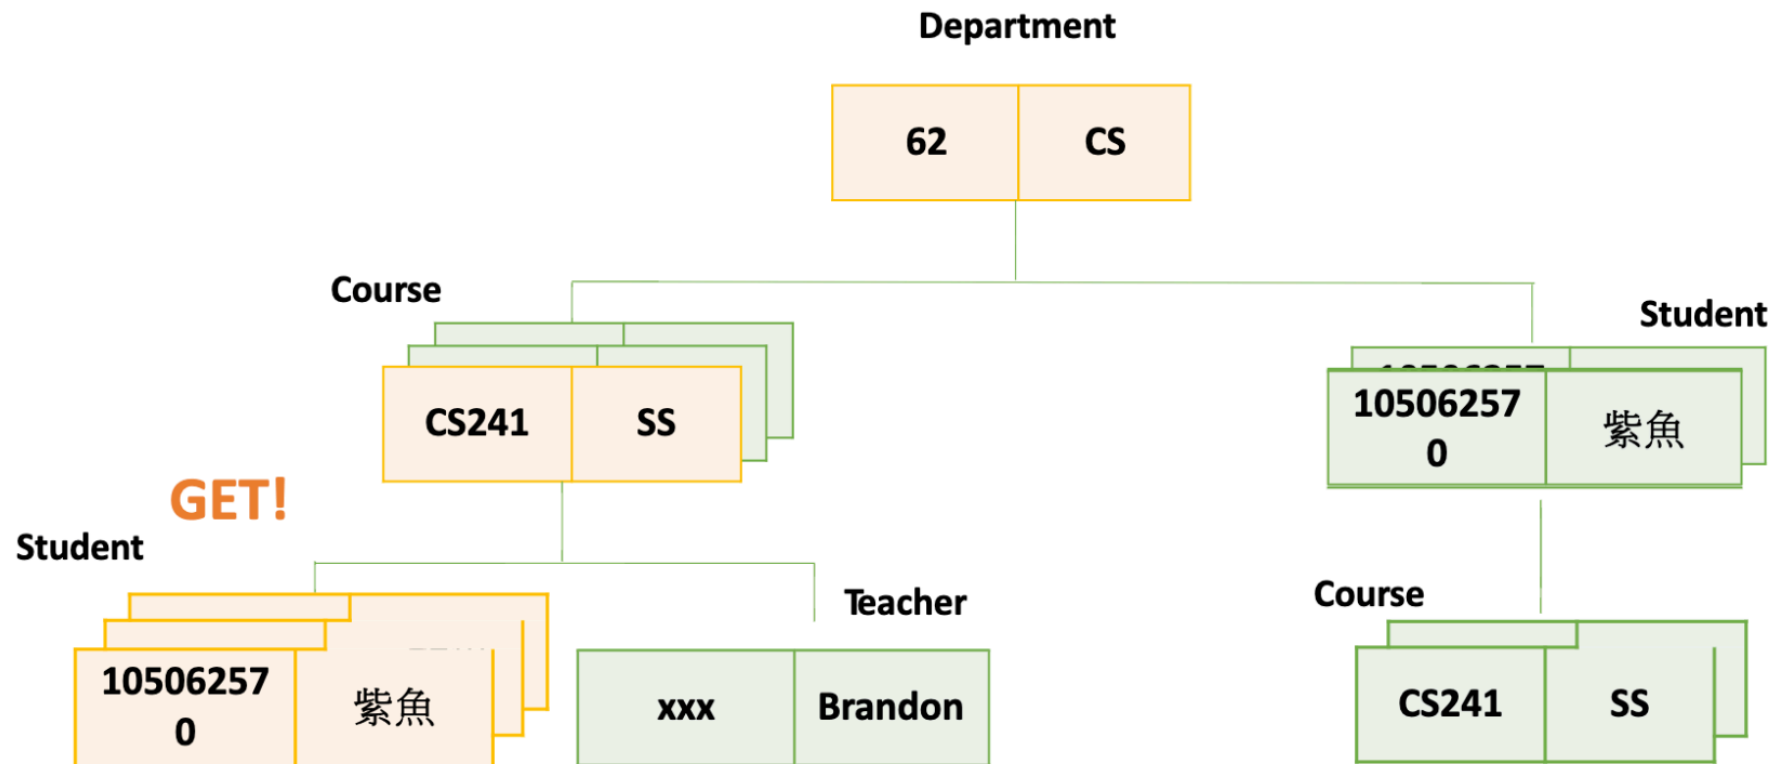 Department
62
CS
Course
Student
CS241
SS
10506257
0
紫魚
GET!
Student
Teacher
Course
10506257
0
紫魚
xxx
Brandon
CS241
SS